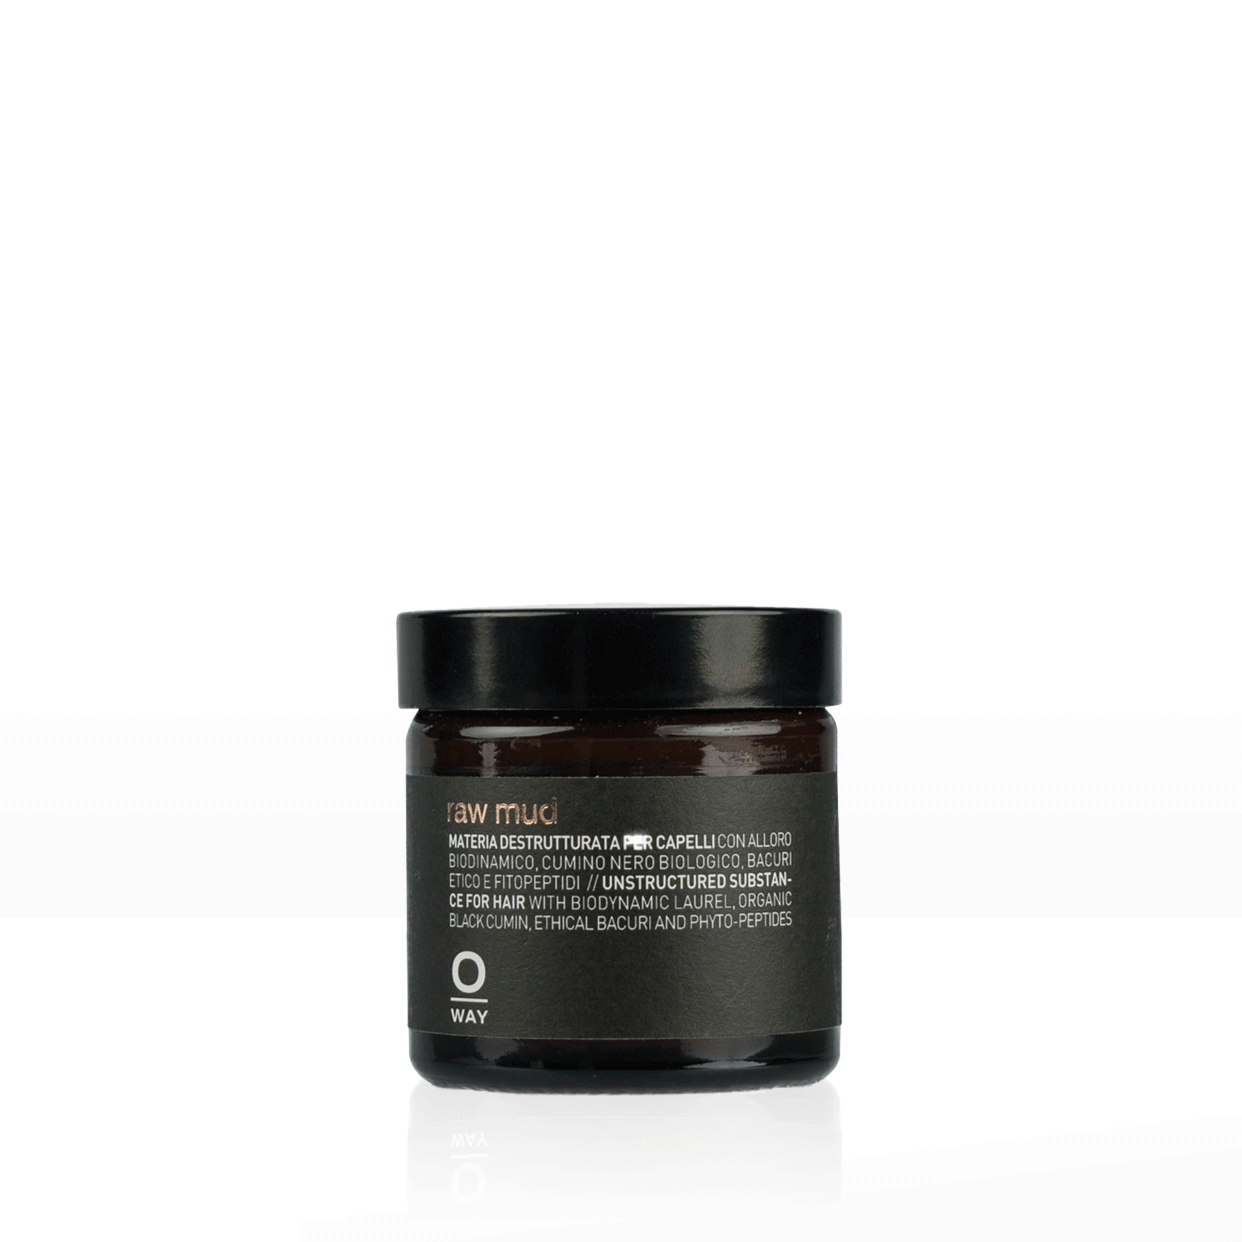 raw mud
MATERIA DESTRUTTURATA PER CAPELLI CON ALLORO
BIODINAMICO, CUMINO NERO BIOLOGICO, BACURI
ETICO E FITOPEPTIDI // UNSTRUCTURED SUBSTAN-
CE FOR HAIR WITH BIODYNAMIC LAUREL, ORGANIC
BLACK CUMIN, ETHICAL BACURI AND PHYTO-PEPTIDES
O
WAY